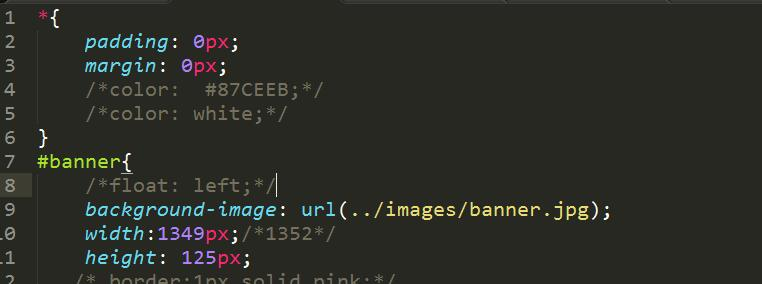 1 *{
2 padding: 0px;
3 margin: 0px;
4 /*color:  #87CEEB;*/
5 /*color: white;*/
6 }
7 #banner{
8 /*float: left;*/
9 background-image: url(../images/banner.jpg);
10 width:1349px;/*1352*/
11 height: 125px;
2 /* border:1px solid pink;*/